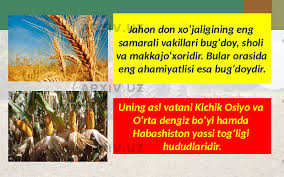 Jahon don xo'jaligining eng
samarali vakillari bug'doy, sholi
va makkajo'xoridir. Bular orasida
eng ahamiyatlisi esa bug'doydir.
Uning asl vatani Kichik Osiyo va
O'rta dengiz bo'yi hamda
Habashiston yassi tog'ligi
hududlaridir.